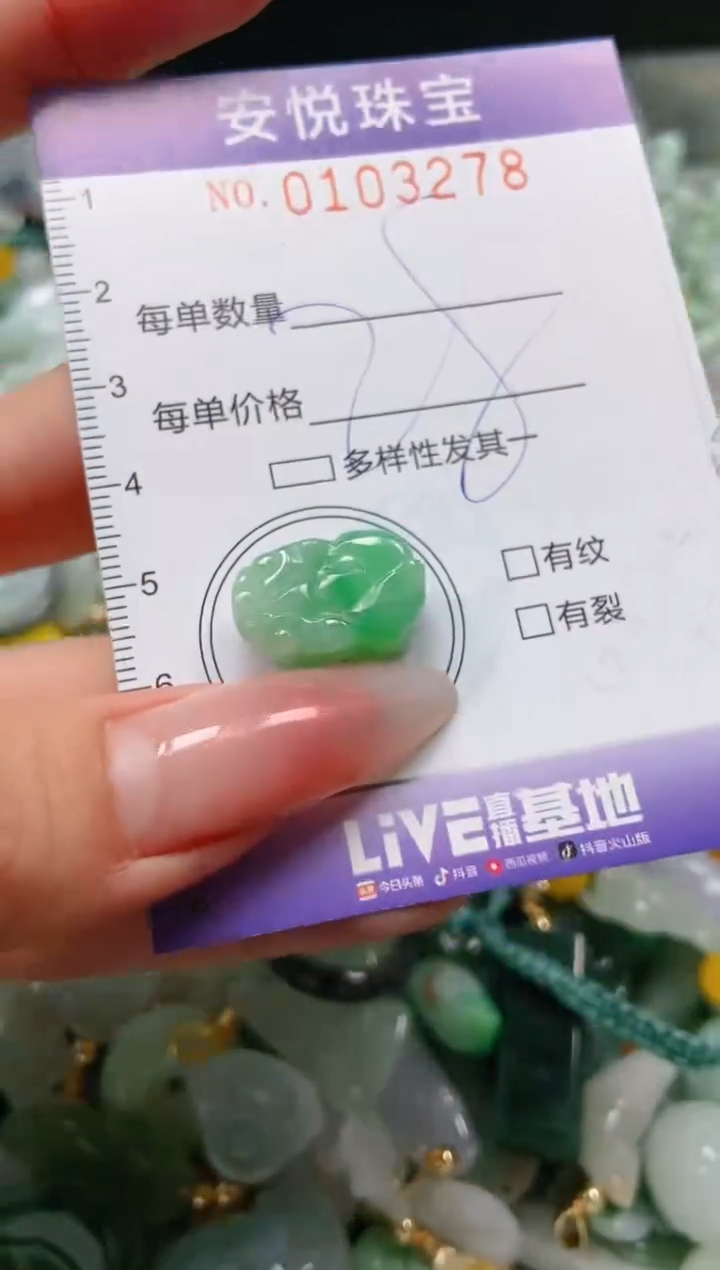 安悦珠宝
NO. 0103278
1
2
每单数量
3
每单价格
4
多样性发其一
5
有纹
有裂
6
LiVE直播基地
今日头条 抖音 西瓜视频 抖音火山版